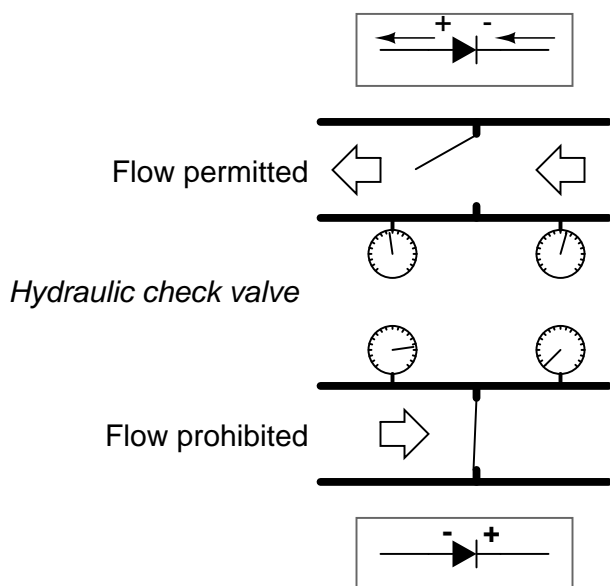 + -
Flow permitted
Hydraulic check valve
Flow prohibited
- +